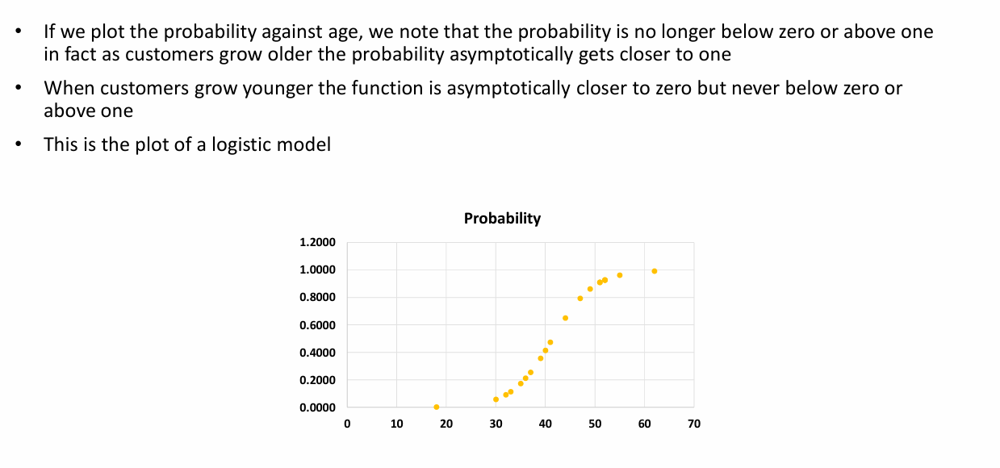 • If we plot the probability against age, we note that the probability is no longer below zero or above one
in fact as customers grow older the probability asymptotically gets closer to one
• When customers grow younger the function is asymptotically closer to zero but never below zero or
above one
• This is the plot of a logistic model
Probability
1.2000
1.0000
0.8000
0.6000
0.4000
0.2000
0.0000
0 10 20 30 40 50 60 70